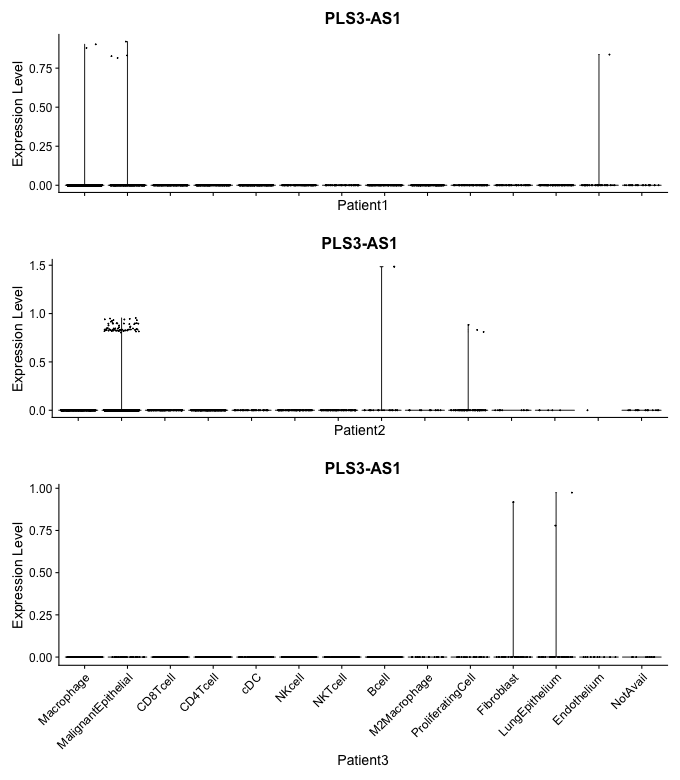 PLS3-AS1
Expression Level
0.75
0.50
0.25
0.00
Patient1
PLS3-AS1
Expression Level
1.5
1.0
0.5
0.0
Patient2
PLS3-AS1
Expression Level
1.00
0.75
0.50
0.25
0.00
Macrophage
MalignantEpithelial
CD8Tcell
CD4Tcell
cDC
NKcell
NKTcell
Bcell
M2Macrophage
ProliferatingCell
Fibroblast
LungEpithelium
Endothelium
NotAvail
Patient3